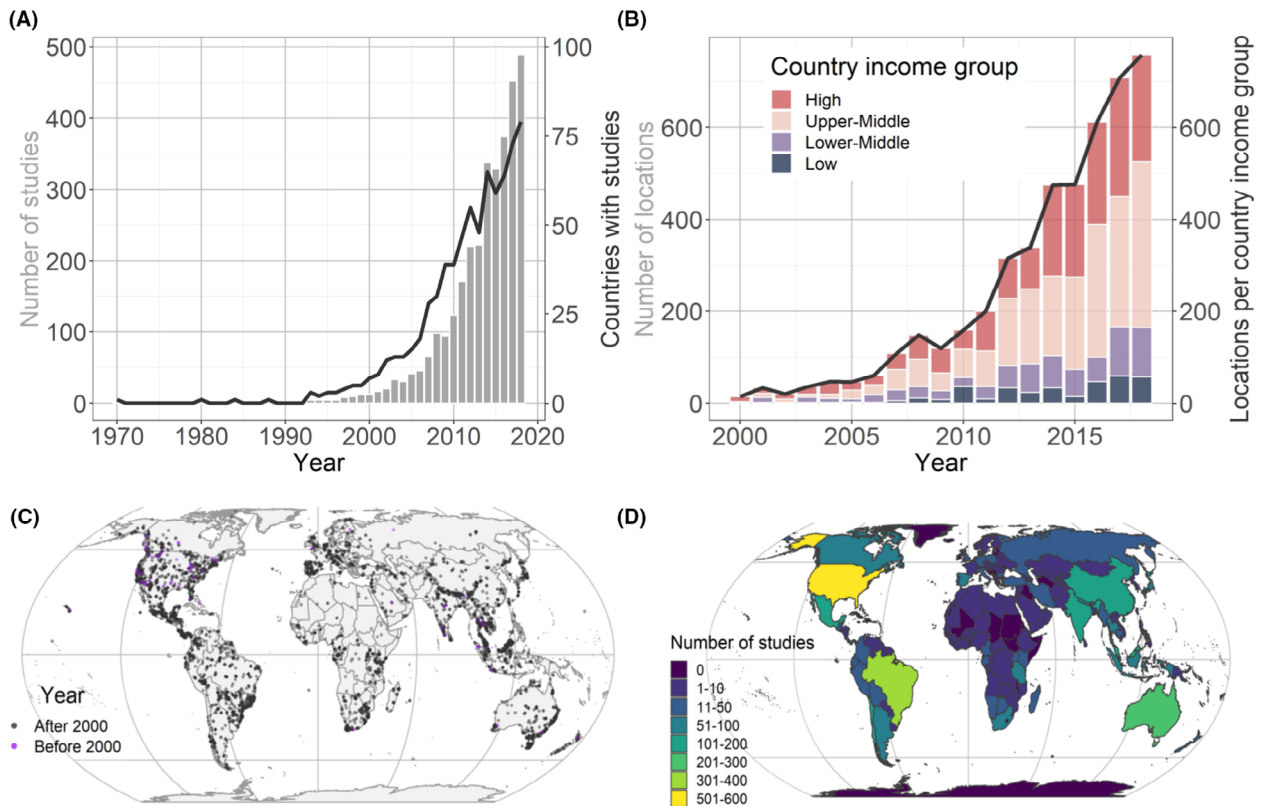 (A)
500
400
300
200
100
0
Number of studies
100
75
50
25
0
Countries with studies
1970 1980 1990 2000 2010 2020
Year
(B)
Country income group
High
Upper-Middle
Lower-Middle
Low
600
400
200
0
Number of locations
600
400
200
0
Locations per country income group
2000 2005 2010 2015
Year
(C)
Year
After 2000
Before 2000
(D)
Number of studies
0
1-10
11-50
51-100
101-200
201-300
301-400
501-600